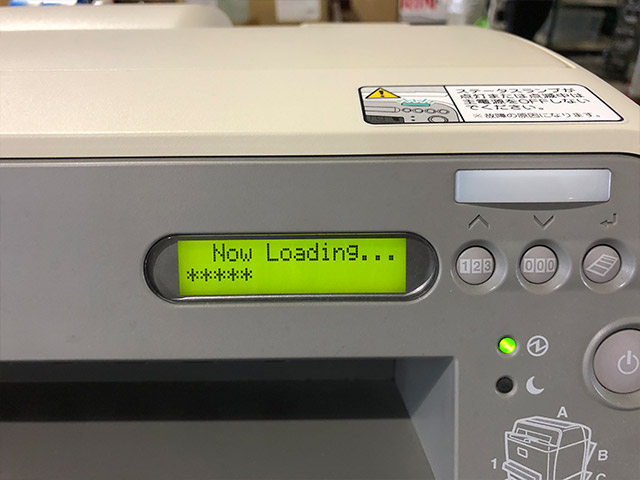 ステータスランプが
点灯または点滅中は
主電源をOFFしない
でください。
※故障の原因になります。
Now Loading...
*****
123
000
A
B
1
C